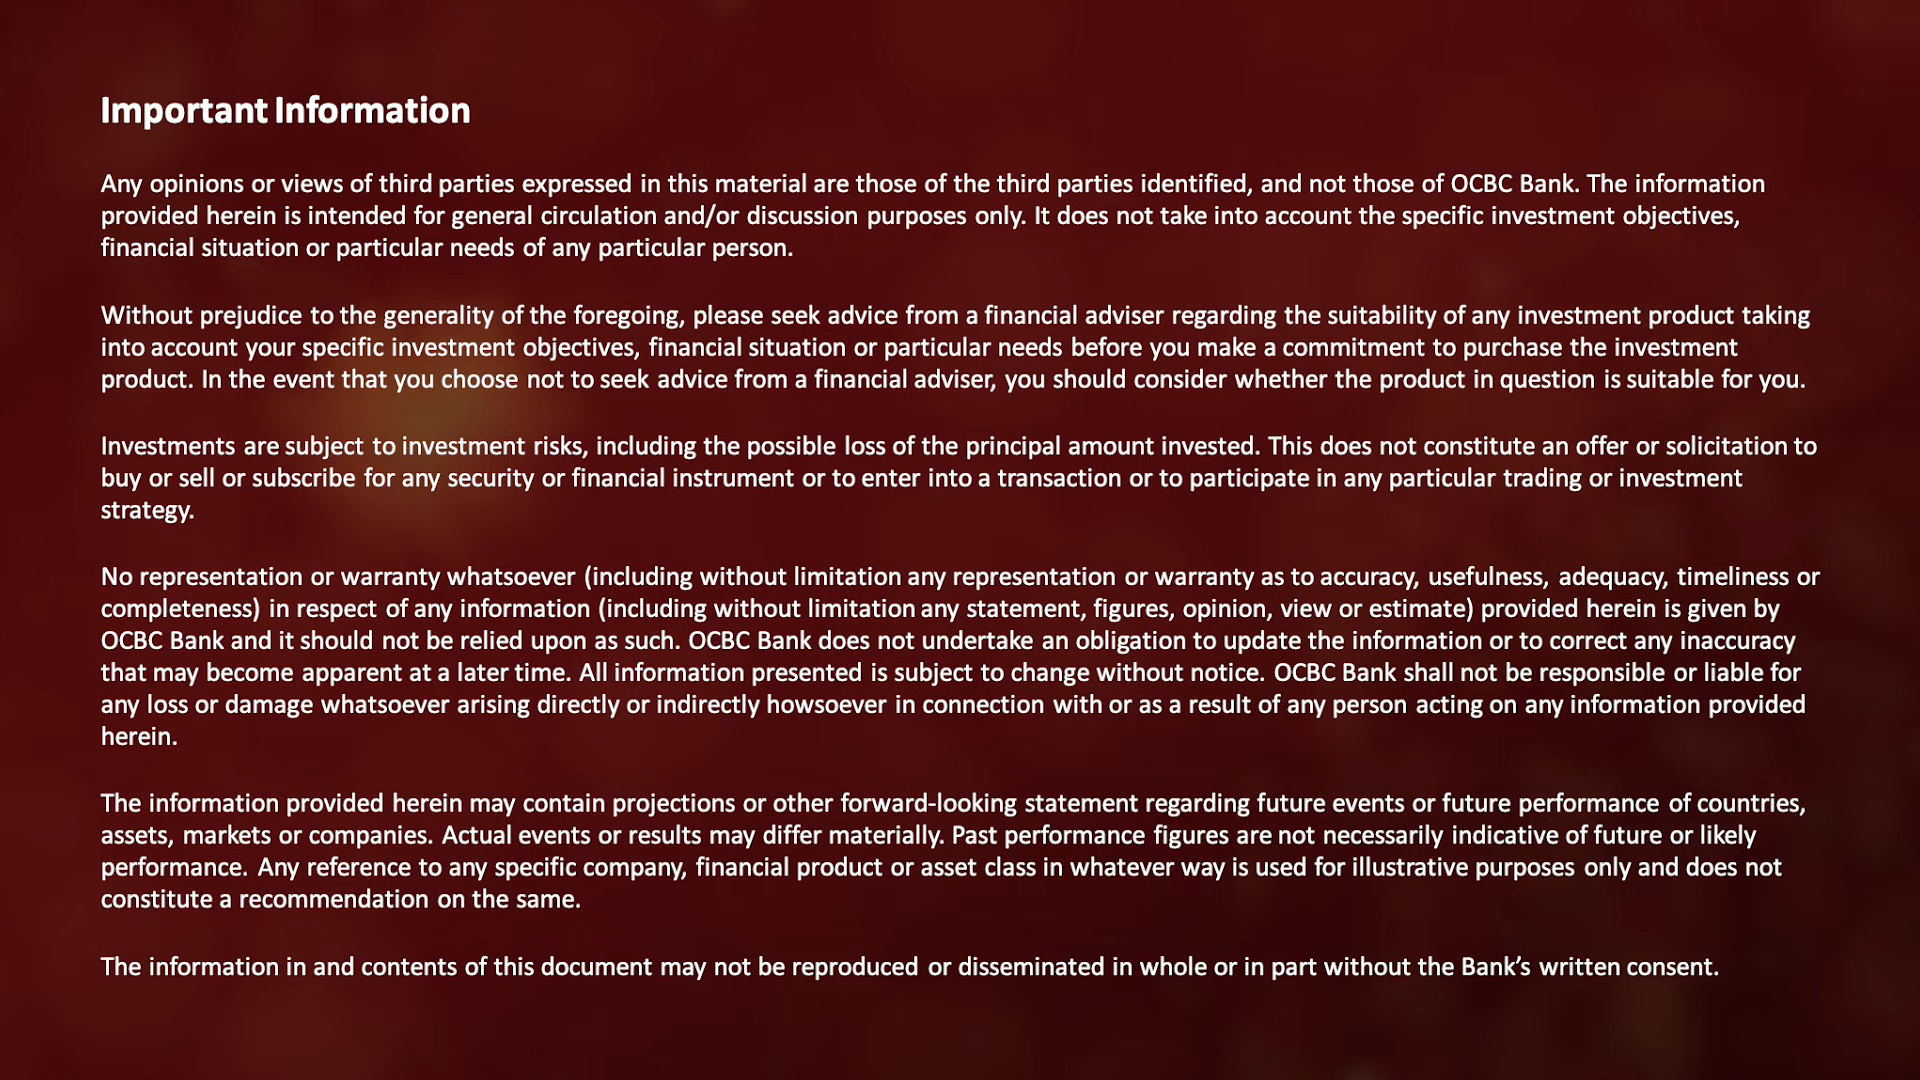 Important Information
Any opinions or views of third parties expressed in this material are those of the third parties identified, and not those of OCBC Bank. The information
provided herein is intended for general circulation and/or discussion purposes only. It does not take into account the specific investment objectives,
financial situation or particular needs of any particular person.
Without prejudice to the generality of the foregoing, please seek advice from a financial adviser regarding the suitability of any investment product taking
into account your specific investment objectives, financial situation or particular needs before you make a commitment to purchase the investment
product. In the event that you choose not to seek advice from a financial adviser, you should consider whether the product in question is suitable for you.
Investments are subject to investment risks, including the possible loss of the principal amount invested. This does not constitute an offer or solicitation to
buy or sell or subscribe for any security or financial instrument or to enter into a transaction or to participate in any particular trading or investment
strategy.
No representation or warranty whatsoever (including without limitation any representation or warranty as to accuracy, usefulness, adequacy, timeliness or
completeness) in respect of any information (including without limitation any statement, figures, opinion, view or estimate) provided herein is given by
OCBC Bank and it should not be relied upon as such. OCBC Bank does not undertake an obligation to update the information or to correct any inaccuracy
that may become apparent at a later time. All information presented is subject to change without notice. OCBC Bank shall not be responsible or liable for
any loss or damage whatsoever arising directly or indirectly howsoever in connection with or as a result of any person acting on any information provided
herein.
The information provided herein may contain projections or other forward-looking statement regarding future events or future performance of countries,
assets, markets or companies. Actual events or results may differ materially. Past performance figures are not necessarily indicative of future or likely
performance. Any reference to any specific company, financial product or asset class in whatever way is used for illustrative purposes only and does not
constitute a recommendation on the same.
The information in and contents of this document may not be reproduced or disseminated in whole or in part without the Bank’s written consent.